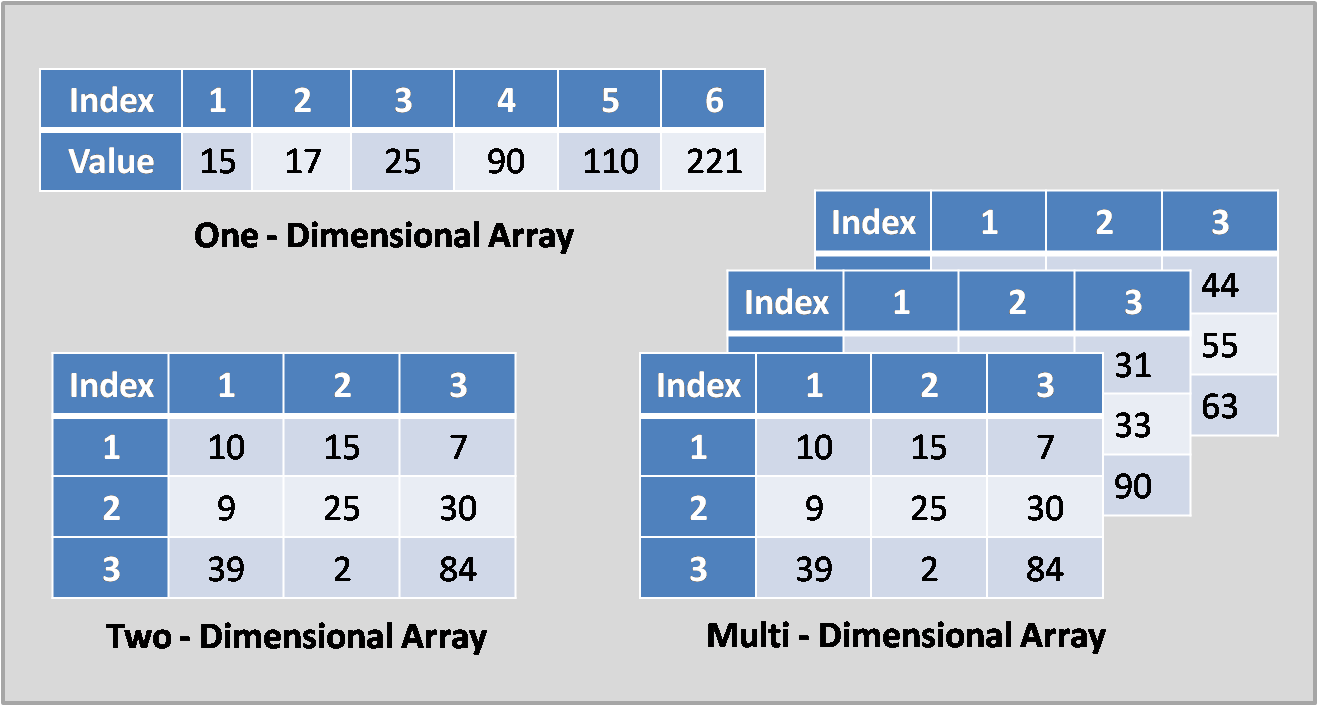 Index 1 2 3 4 5 6
Value 15 17 25 90 110 221
One - Dimensional Array
Index 1 2 3
1 10 15 7
2 9 25 30
3 39 2 84
Two - Dimensional Array
Index 1 2 3
44
55
63
Index 1 2 3
31
33
90
Index 1 2 3
1 10 15 7
2 9 25 30
3 39 2 84
Multi - Dimensional Array